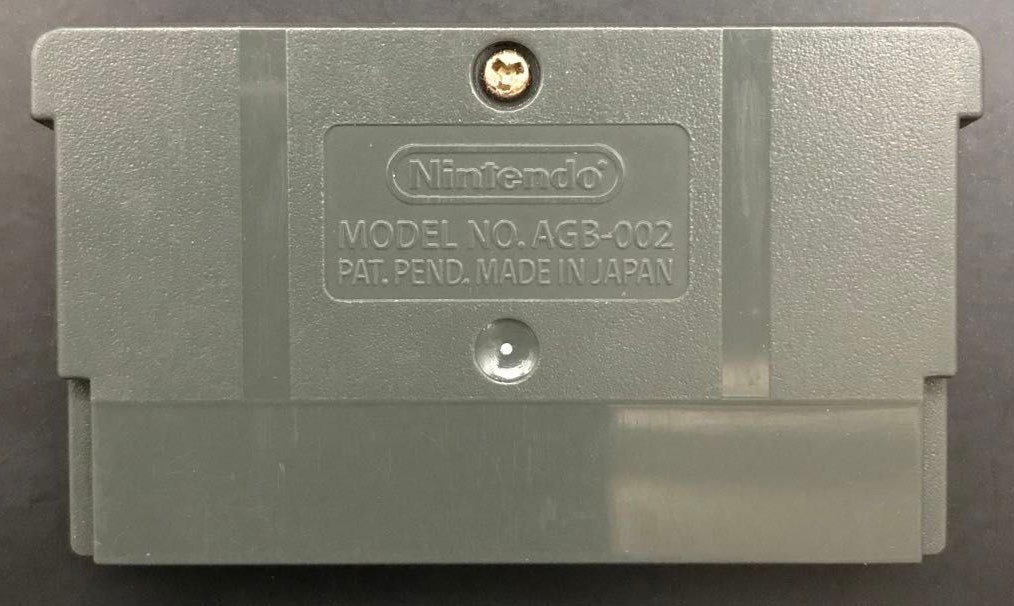 Nintendo®
MODEL NO. AGB-002
PAT. PEND. MADE IN JAPAN